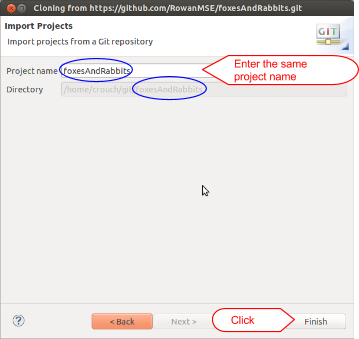 Cloning from https://github.com/RowanMSE/foxesAndRabbits.git
Import Projects
Import projects from a Git repository
GIT
Project name foxesAndRabbits
Enter the same
project name
Directory /home/crouch/git/foxesAndRabbits
? < Back Next > Click Finish